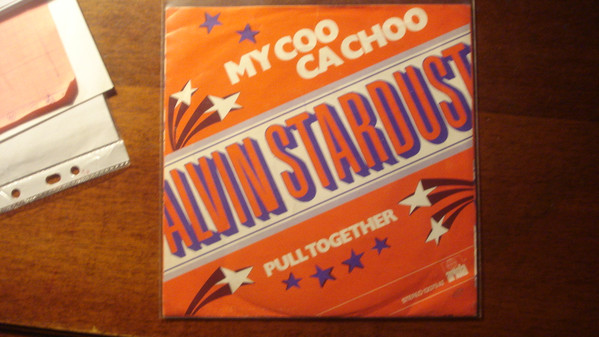 MY COO
CA CHOO
ALVIN STARDUST
PULL TOGETHER